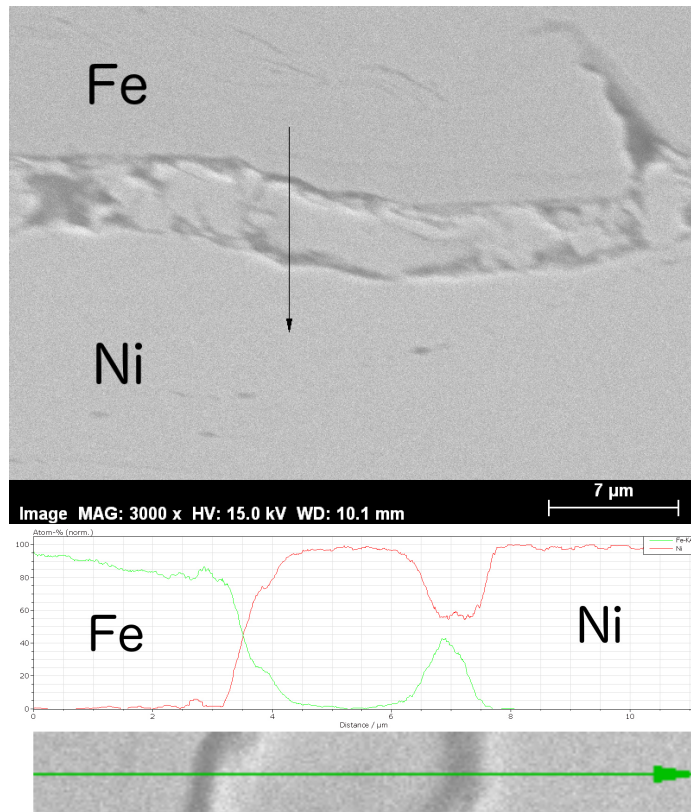 Fe
Ni
7 µm
Image MAG: 3000 x HV: 15.0 kV WD: 10.1 mm
Atom-% (norm.)
Ni
100
80
60
40
20
0
Fe
Ni
0 2 4 6 8 10
Distance / µm